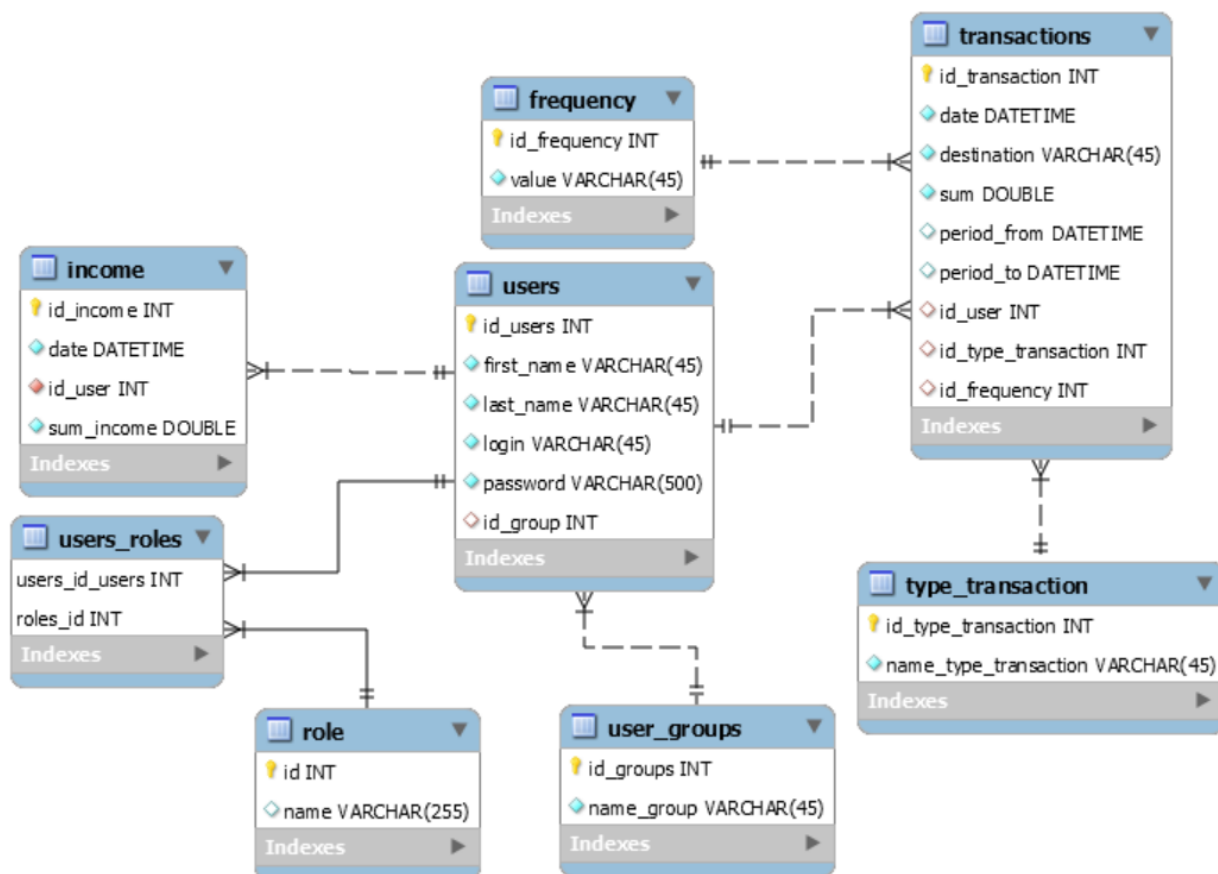 transactions
id_transaction INT
date DATETIME
destination VARCHAR(45)
sum DOUBLE
period_from DATETIME
period_to DATETIME
id_user INT
id_type_transaction INT
id_frequency INT
Indexes
frequency
id_frequency INT
value VARCHAR(45)
Indexes
income
id_income INT
date DATETIME
id_user INT
sum_income DOUBLE
Indexes
users
id_users INT
first_name VARCHAR(45)
last_name VARCHAR(45)
login VARCHAR(45)
password VARCHAR(500)
id_group INT
Indexes
users_roles
users_id_users INT
roles_id INT
Indexes
type_transaction
id_type_transaction INT
name_type_transaction VARCHAR(45)
Indexes
role
id INT
name VARCHAR(255)
Indexes
user_groups
id_groups INT
name_group VARCHAR(45)
Indexes